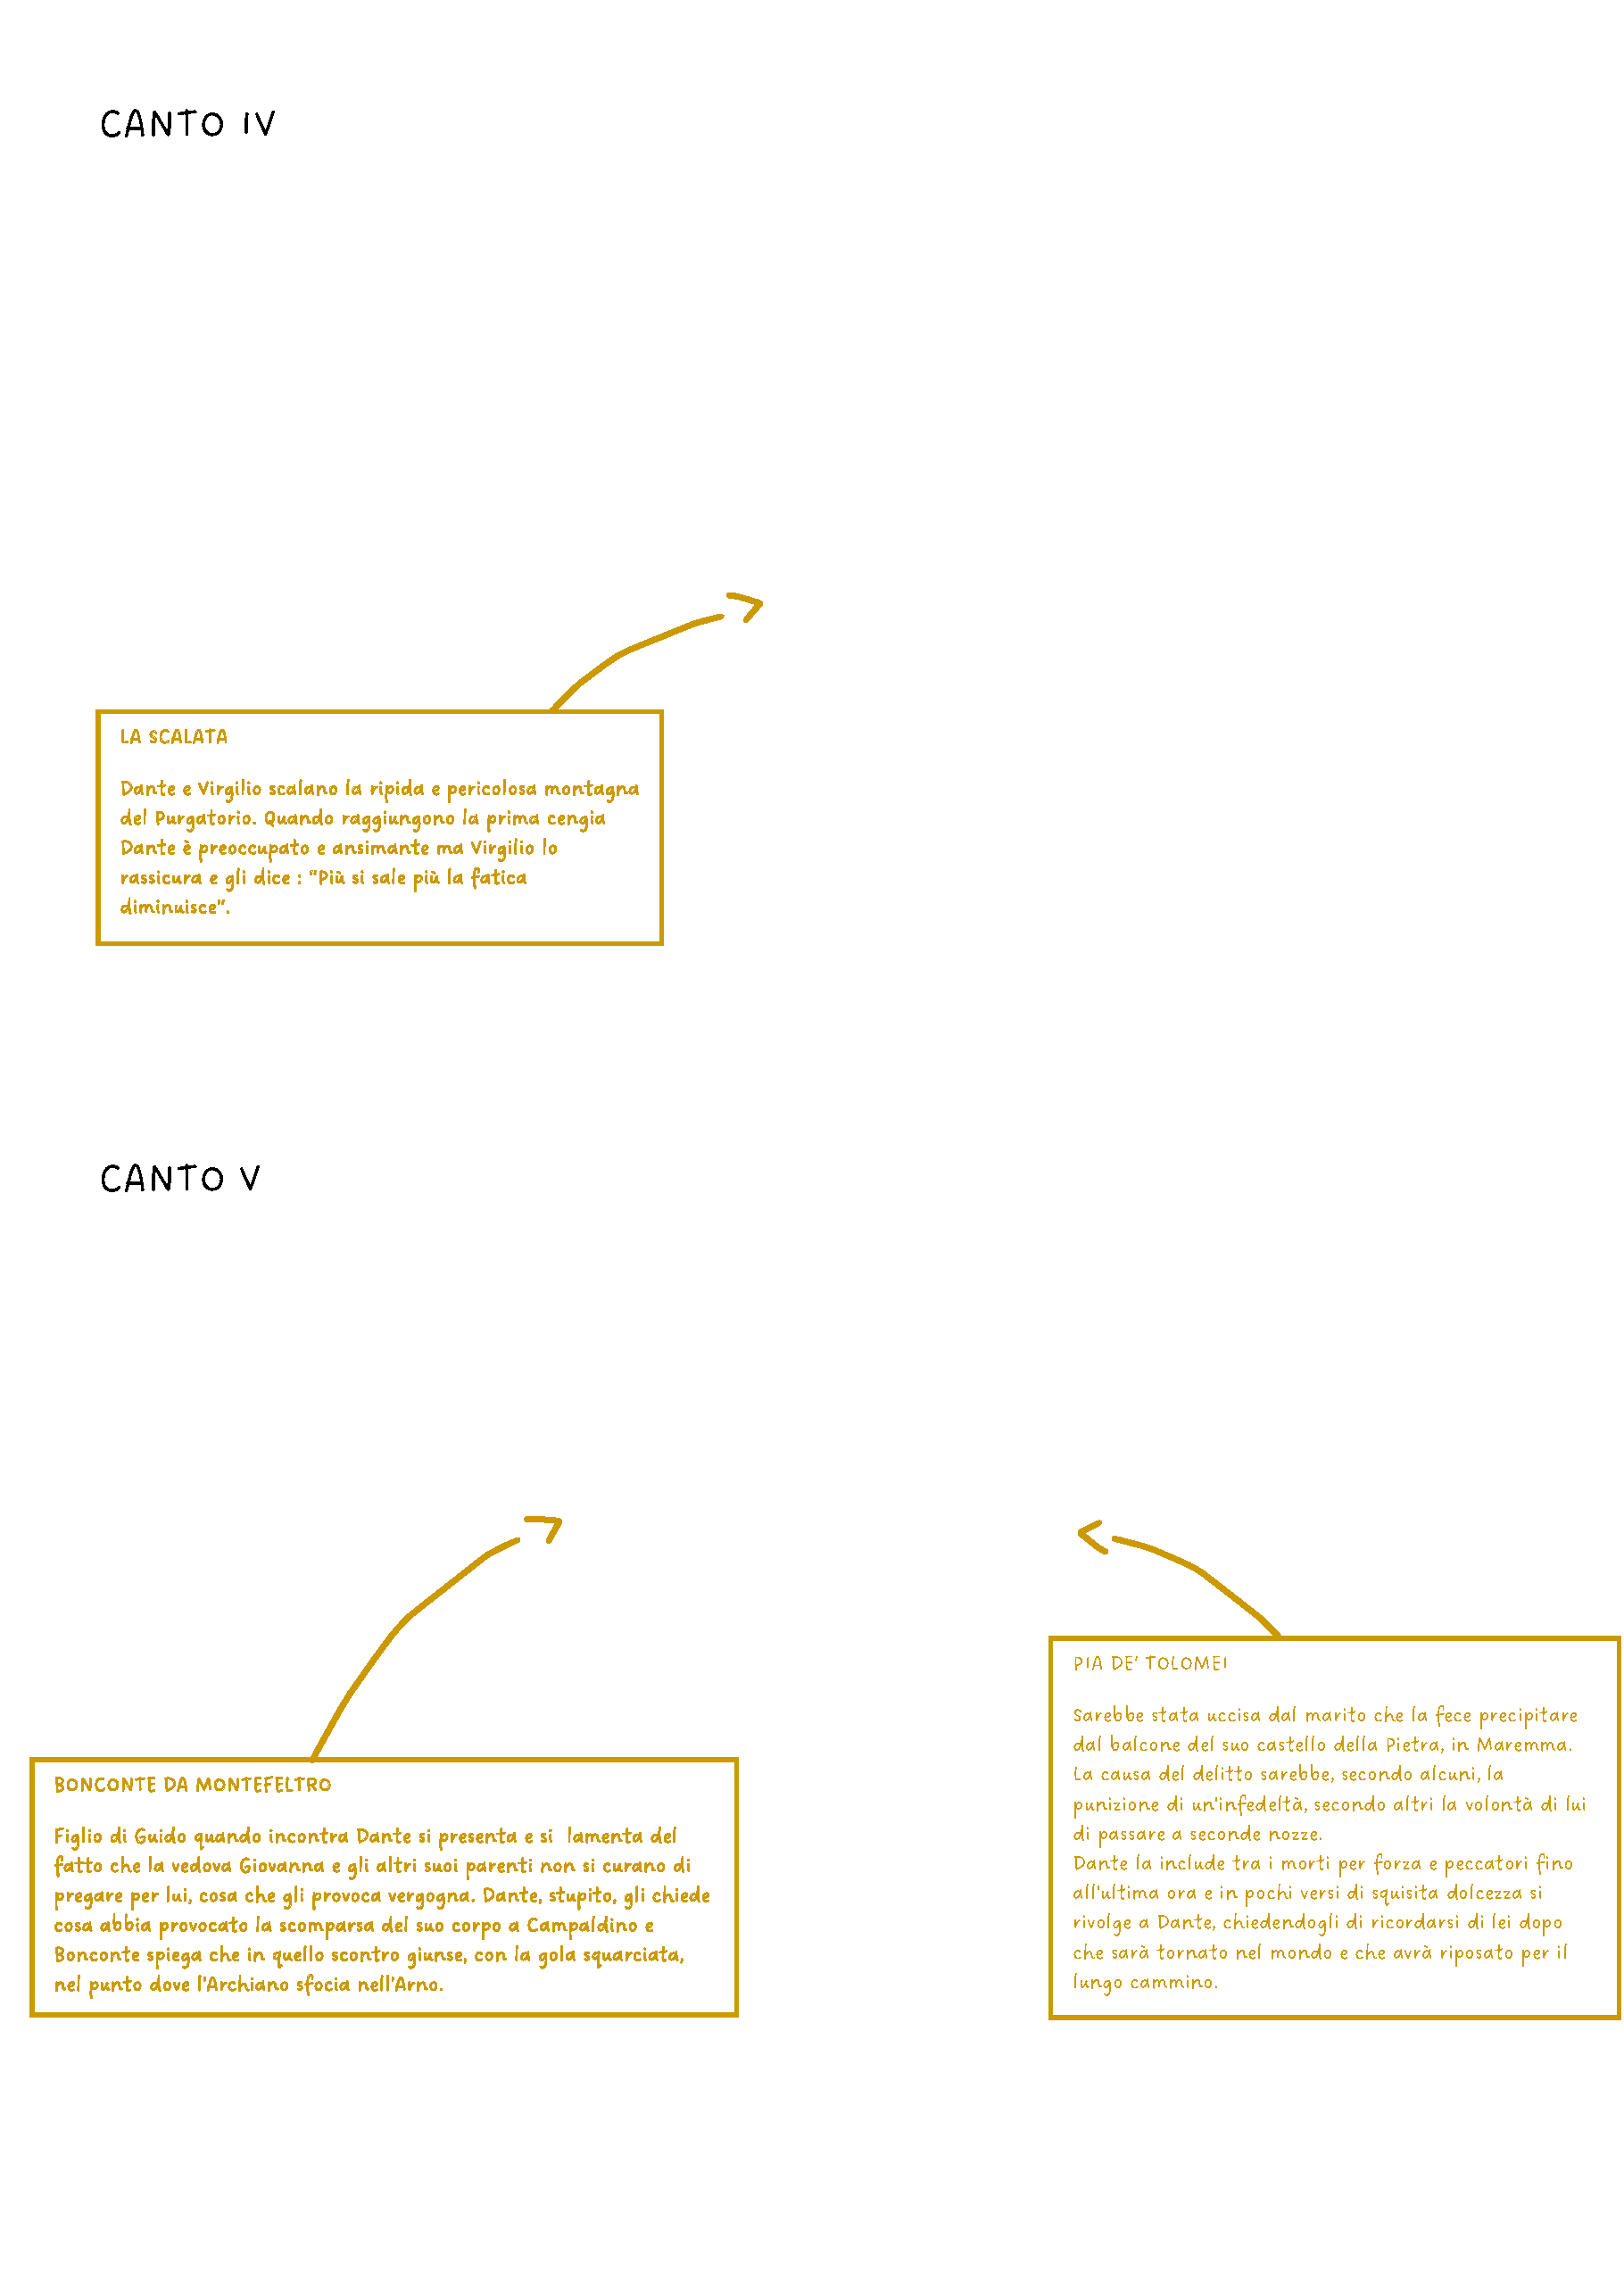 CANTO IV
LA SCALATA
Dante e Virgilio scalano la ripida e pericolosa montagna
del Purgatorio. Quando raggiungono la prima cengia
Dante è preoccupato e ansimante ma Virgilio lo
rassicura e gli dice : "Più si sale più la fatica
diminuisce".
CANTO V
BONCONTE DA MONTEFELTRO
Figlio di Guido quando incontra Dante si presenta e si lamenta del
fatto che la vedova Giovanna e gli altri suoi parenti non si curano di
pregare per lui, cosa che gli provoca vergogna. Dante, stupito, gli chiede
cosa abbia provocato la scomparsa del suo corpo a Campaldino e
Bonconte spiega che in quello scontro giunse, con la gola squarciata,
nel punto dove l'Archiano sfocia nell'Arno.
PIA DE' TOLOMEI
Sarebbe stata uccisa dal marito che la fece precipitare
dal balcone del suo castello della Pietra, in Maremma.
La causa del delitto sarebbe, secondo alcuni, la
punizione di un'infedeltà, secondo altri la volontà di lui
di passare a seconde nozze.
Dante la include tra i morti per forza e peccatori fino
all'ultima ora e in pochi versi di squisita dolcezza si
rivolge a Dante, chiedendogli di ricordarsi di lei dopo
che sarà tornato nel mondo e che avrà riposato per il
lungo cammino.